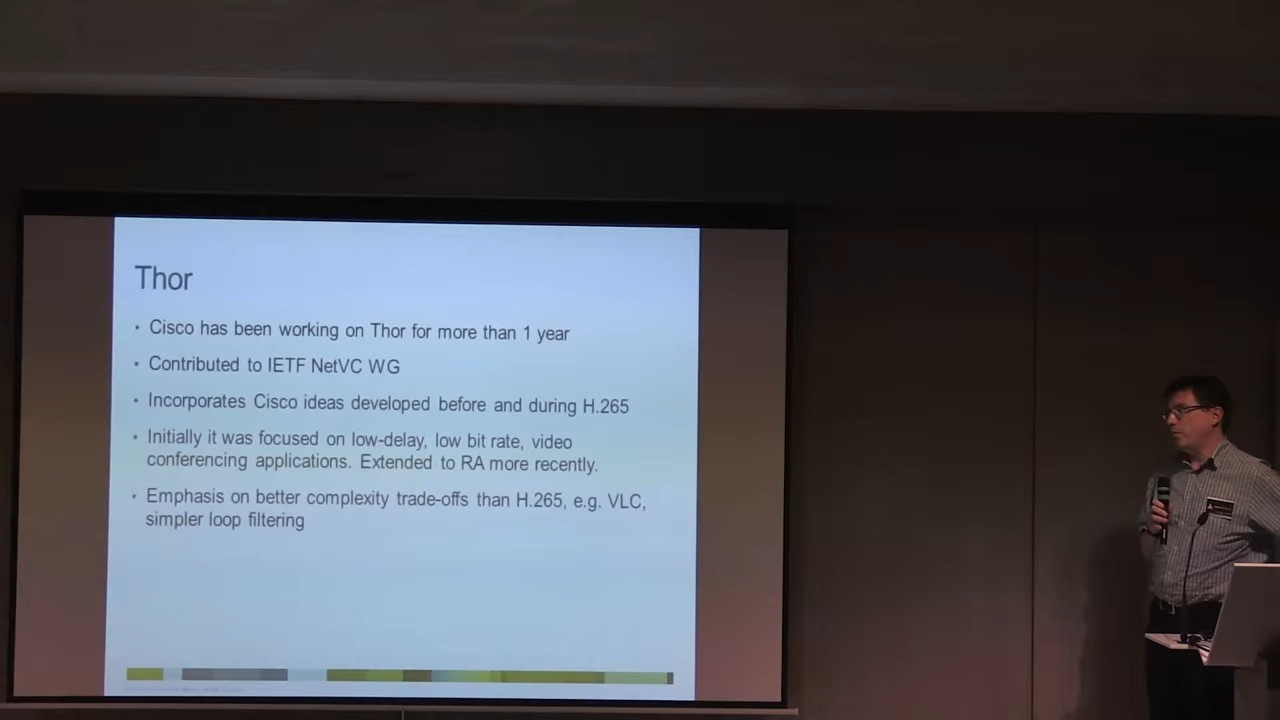 Thor
• Cisco has been working on Thor for more than 1 year
• Contributed to IETF NetVC WG
• Incorporates Cisco ideas developed before and during H.265
• Initially it was focused on low-delay, low bit rate, video
conferencing applications. Extended to RA more recently.
• Emphasis on better complexity trade-offs than H.265, e.g. VLC,
simpler loop filtering